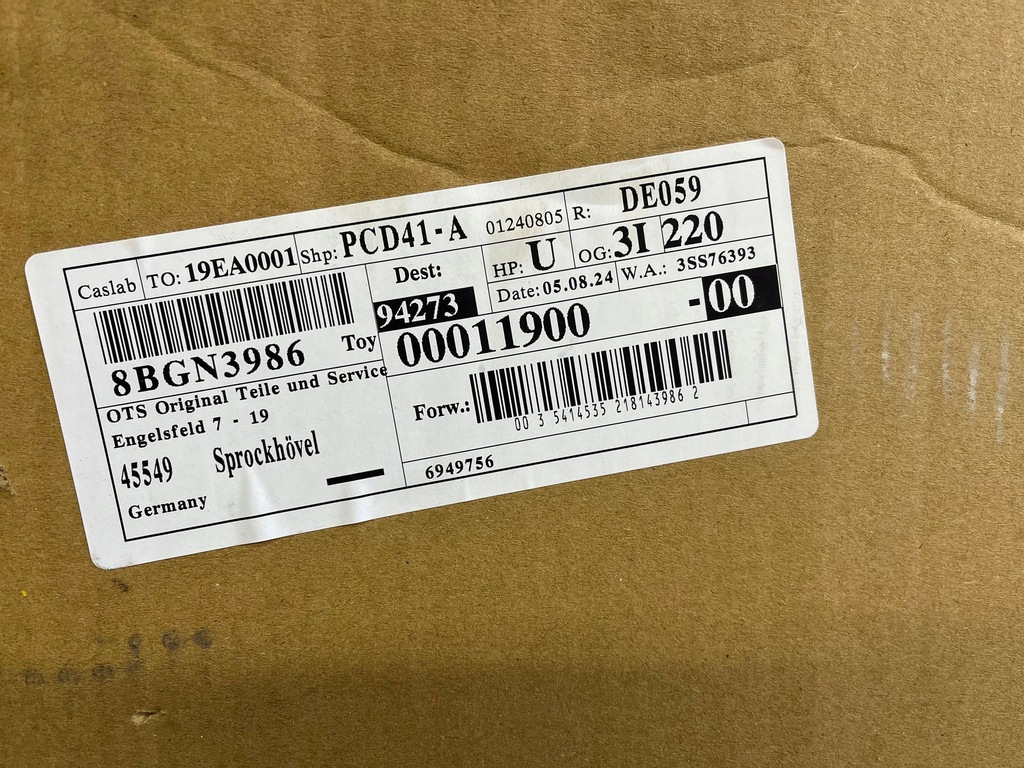 Caslab TO: 19EA0001 Shp: PCD41-A 01240805 R: DE059
8BGN3986 Toy
OTS Original Teile und Service
Engelsfeld 7 - 19
45549 Sprockhövel
Germany
Dest:
94273
HP: U OG: 3I 220
Date: 05.08.24 W.A.: 3SS76393
00011900 -00
Forw.:
00 3 5414535 218143986 2
6949756